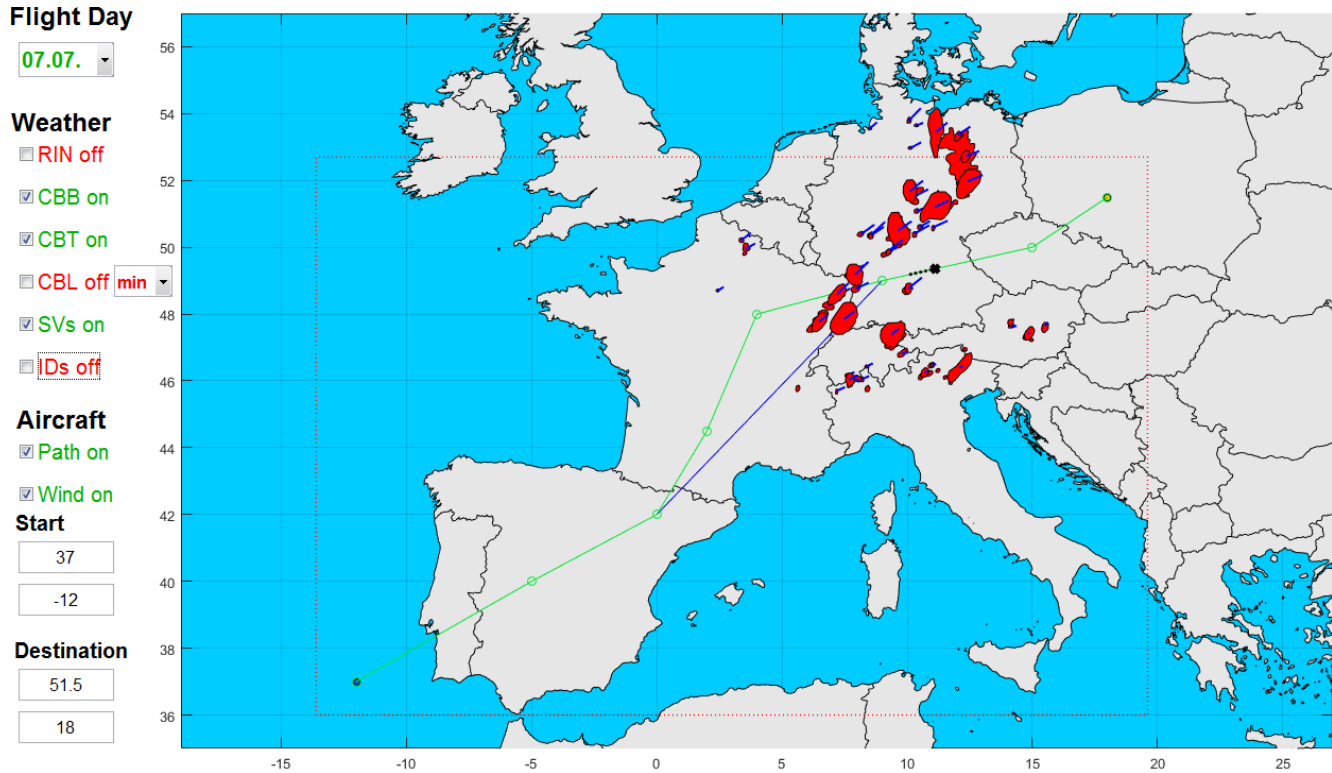 Flight Day
07.07.
Weather
RIN off
CBB on
CBT on
CBL off min
SVs on
IDs off
Aircraft
Path on
Wind on
Start
37
-12
Destination
51.5
18
56
54
52
50
48
46
44
42
40
38
36
-15 -10 -5 0 5 10 15 20 25